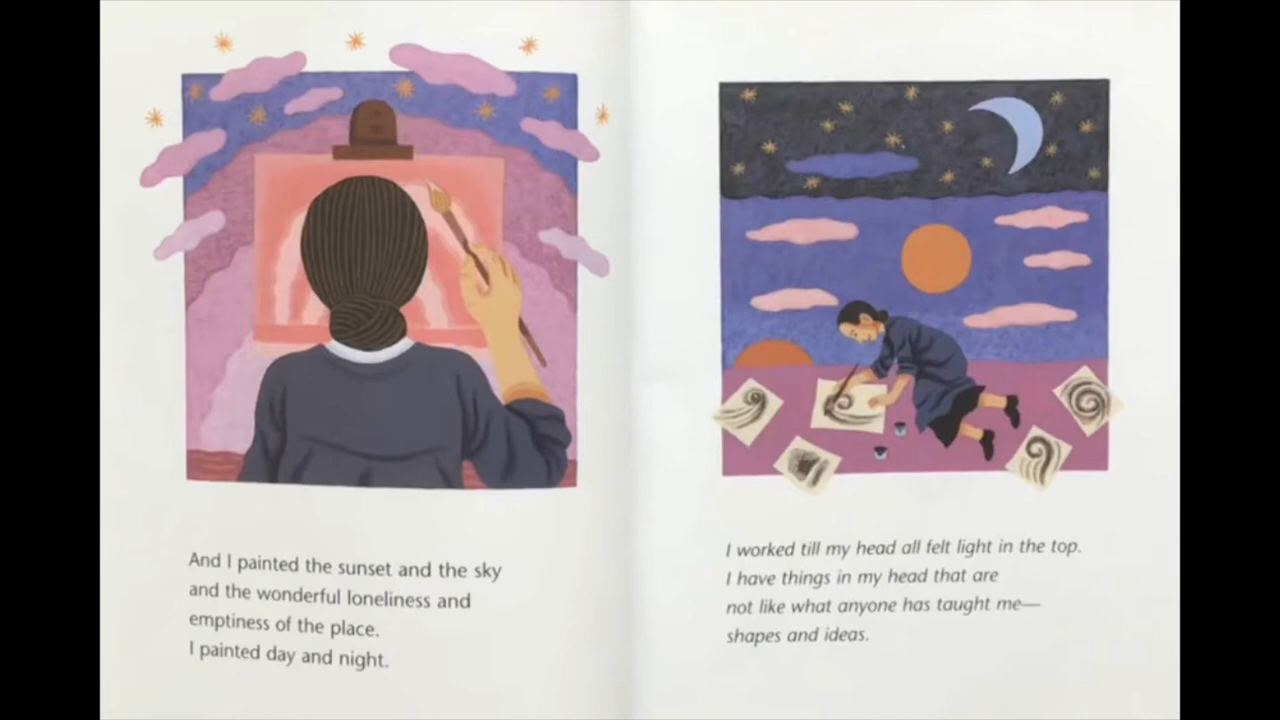 And I painted the sunset and the sky
and the wonderful loneliness and
emptiness of the place.
I painted day and night.
I worked till my head all felt light in the top.
I have things in my head that are
not like what anyone has taught me—
shapes and ideas.